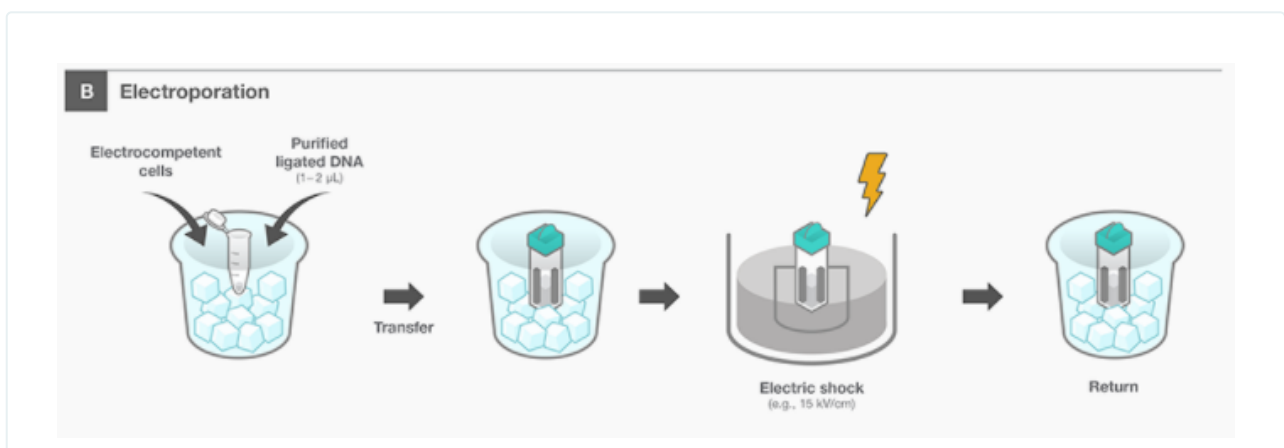 B Electroporation
Electrocompetent
cells
Purified
ligated DNA
(1–2 µL)
Transfer
Electric shock
(e.g., 15 kV/cm)
Return